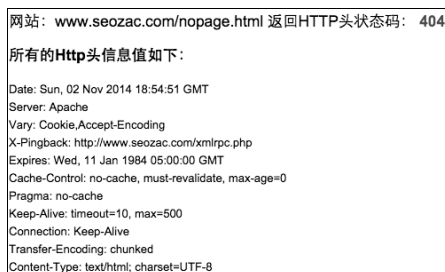 网站：www.seozac.com/nopage.html 返回HTTP头状态码： 404
所有的Http头信息值如下：
Date: Sun, 02 Nov 2014 18:54:51 GMT
Server: Apache
Vary: Cookie,Accept-Encoding
X-Pingback: http://www.seozac.com/xmlrpc.php
Expires: Wed, 11 Jan 1984 05:00:00 GMT
Cache-Control: no-cache, must-revalidate, max-age=0
Pragma: no-cache
Keep-Alive: timeout=10, max=500
Connection: Keep-Alive
Transfer-Encoding: chunked
Content-Type: text/html; charset=UTF-8